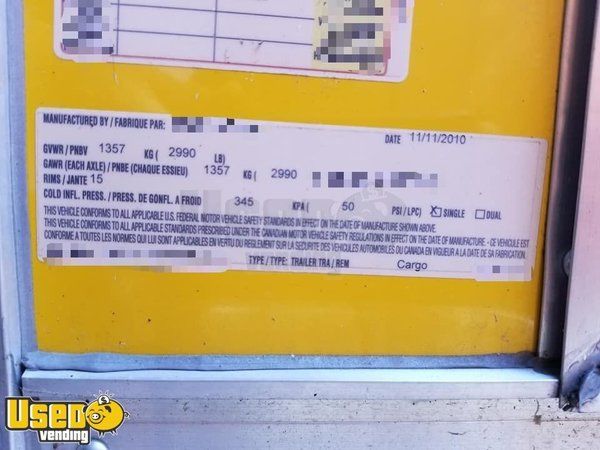 MANUFACTURED BY / FABRIQUE PAR:
DATE 11/11/2010
GVWR / PNBV 1357 KG ( 2990 LB)
GAWR (EACH AXLE) / PNBE (CHAQUE ESSIEU) 1357 KG ( 2990
RIMS / JANTE 15
COLD INFL. PRESS. / PRESS. DE GONFL. A FROID 345 KPA ( 50 PSI / LPC) X SINGLE DUAL
THIS VEHICLE CONFORMS TO ALL APPLICABLE U.S. FEDERAL MOTOR VEHICLE SAFETY STANDARDS IN EFFECT ON THE DATE OF MANUFACTURE SHOWN ABOVE.
THIS VEHICLE CONFORMS TO ALL APPLICABLE STANDARDS PRESCRIBED UNDER THE CANADIAN MOTOR VEHICLE SAFETY REGULATIONS IN EFFECT ON THE DATE OF MANUFACTURE. - CE VEHICULE EST
CONFORME A TOUTES LES NORMES QUI LUI SONT APPLICABLES EN VERTU DU REGLEMENT SUR LA SECURITE DES VEHICULES AUTOMOBILES DU CANADA EN VIGUEUR A LA DATE DE SA FABRICATION.
TYPE / TYPE: TRAILER TRA / REM Cargo
Used vending